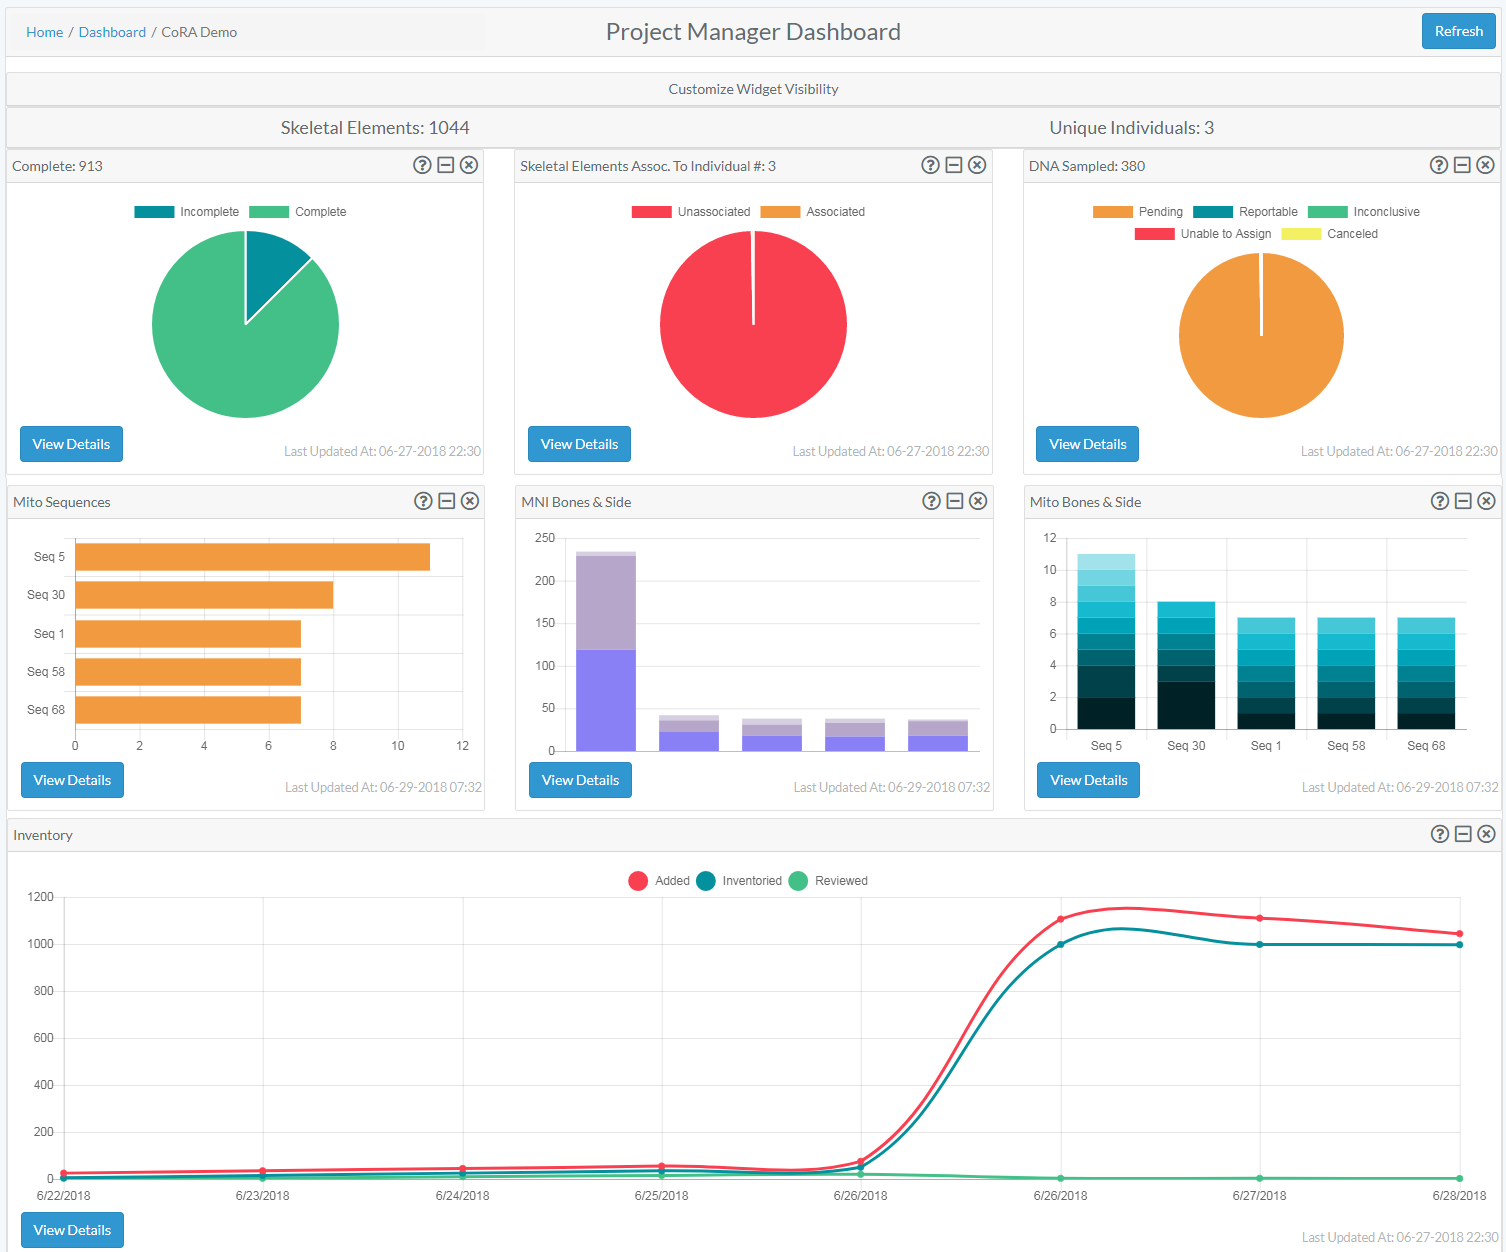 Home / Dashboard / CoRA Demo
Project Manager Dashboard
Refresh
Customize Widget Visibility
Skeletal Elements: 1044
Unique Individuals: 3
Complete: 913
Incomplete
Complete
View Details
Last Updated At: 06-27-2018 22:30
Skeletal Elements Assoc. To Individual #: 3
Unassociated
Associated
View Details
Last Updated At: 06-27-2018 22:30
DNA Sampled: 380
Pending
Reportable
Inconclusive
Unable to Assign
Canceled
View Details
Last Updated At: 06-27-2018 22:30
Mito Sequences
Seq 5
Seq 30
Seq 1
Seq 58
Seq 68
0 2 4 6 8 10 12
View Details
Last Updated At: 06-29-2018 07:32
MNI Bones & Side
250
200
150
100
50
0
View Details
Last Updated At: 06-29-2018 07:32
Mito Bones & Side
12
10
8
6
4
2
0
Seq 5 Seq 30 Seq 1 Seq 58 Seq 68
View Details
Last Updated At: 06-29-2018 07:32
Inventory
Added
Inventoried
Reviewed
1200
1000
800
600
400
200
0
6/22/2018 6/23/2018 6/24/2018 6/25/2018 6/26/2018 6/26/2018 6/27/2018 6/28/2018
View Details
Last Updated At: 06-27-2018 22:30